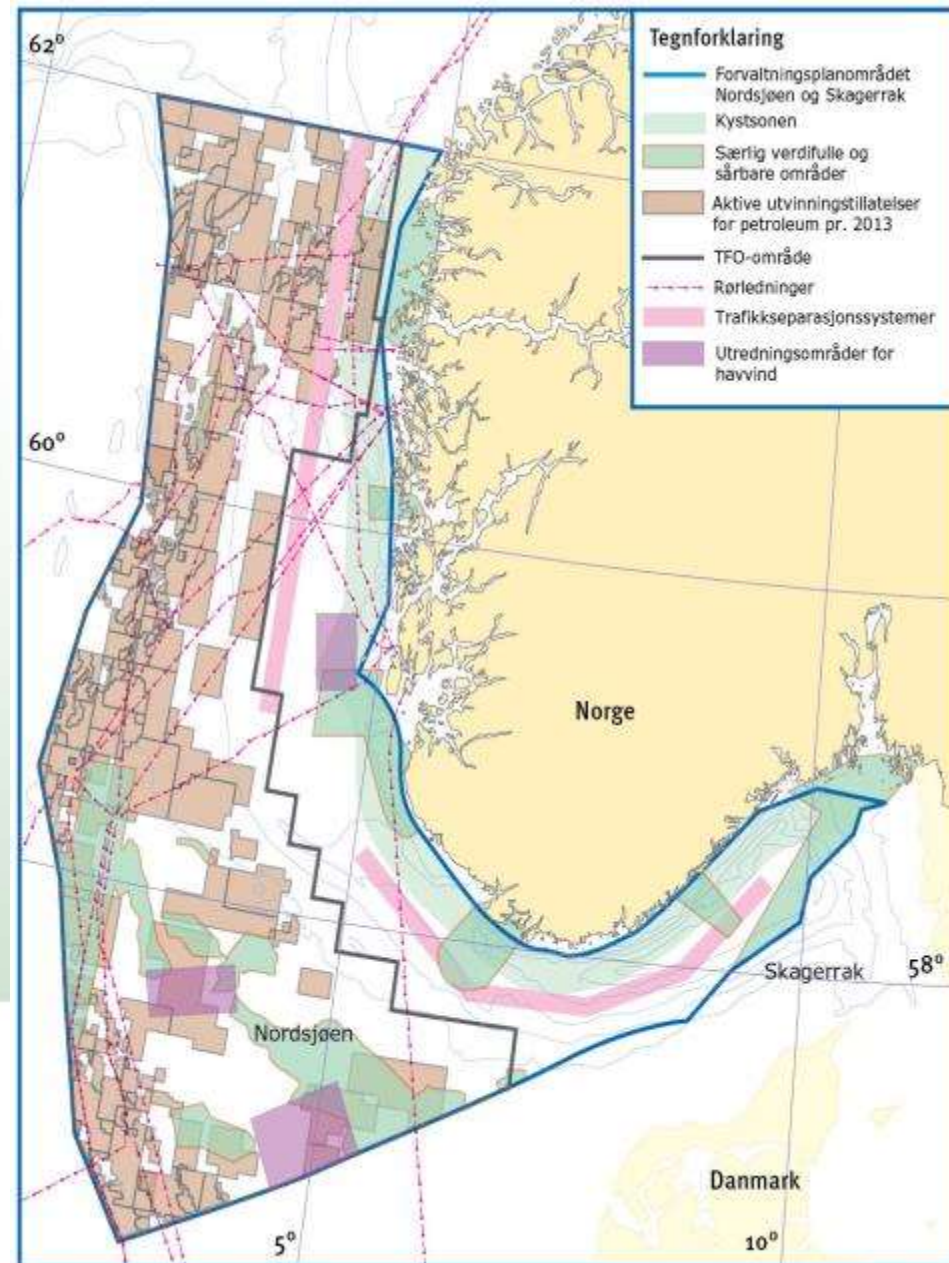 62°
60°
58°
5°
10°
Tegnforklaring
Forvaltningsplanområdet
Nordsjøen og Skagerrak
Kystsonen
Særlig verdifulle og
sårbare områder
Aktive utvinningstillatelser
for petroleum pr. 2013
TFO-område
Rørledninger
Trafikkseparasjonssystemer
Utredningsområder for
havvind
Norge
Skagerrak
Nordsjøen
Danmark